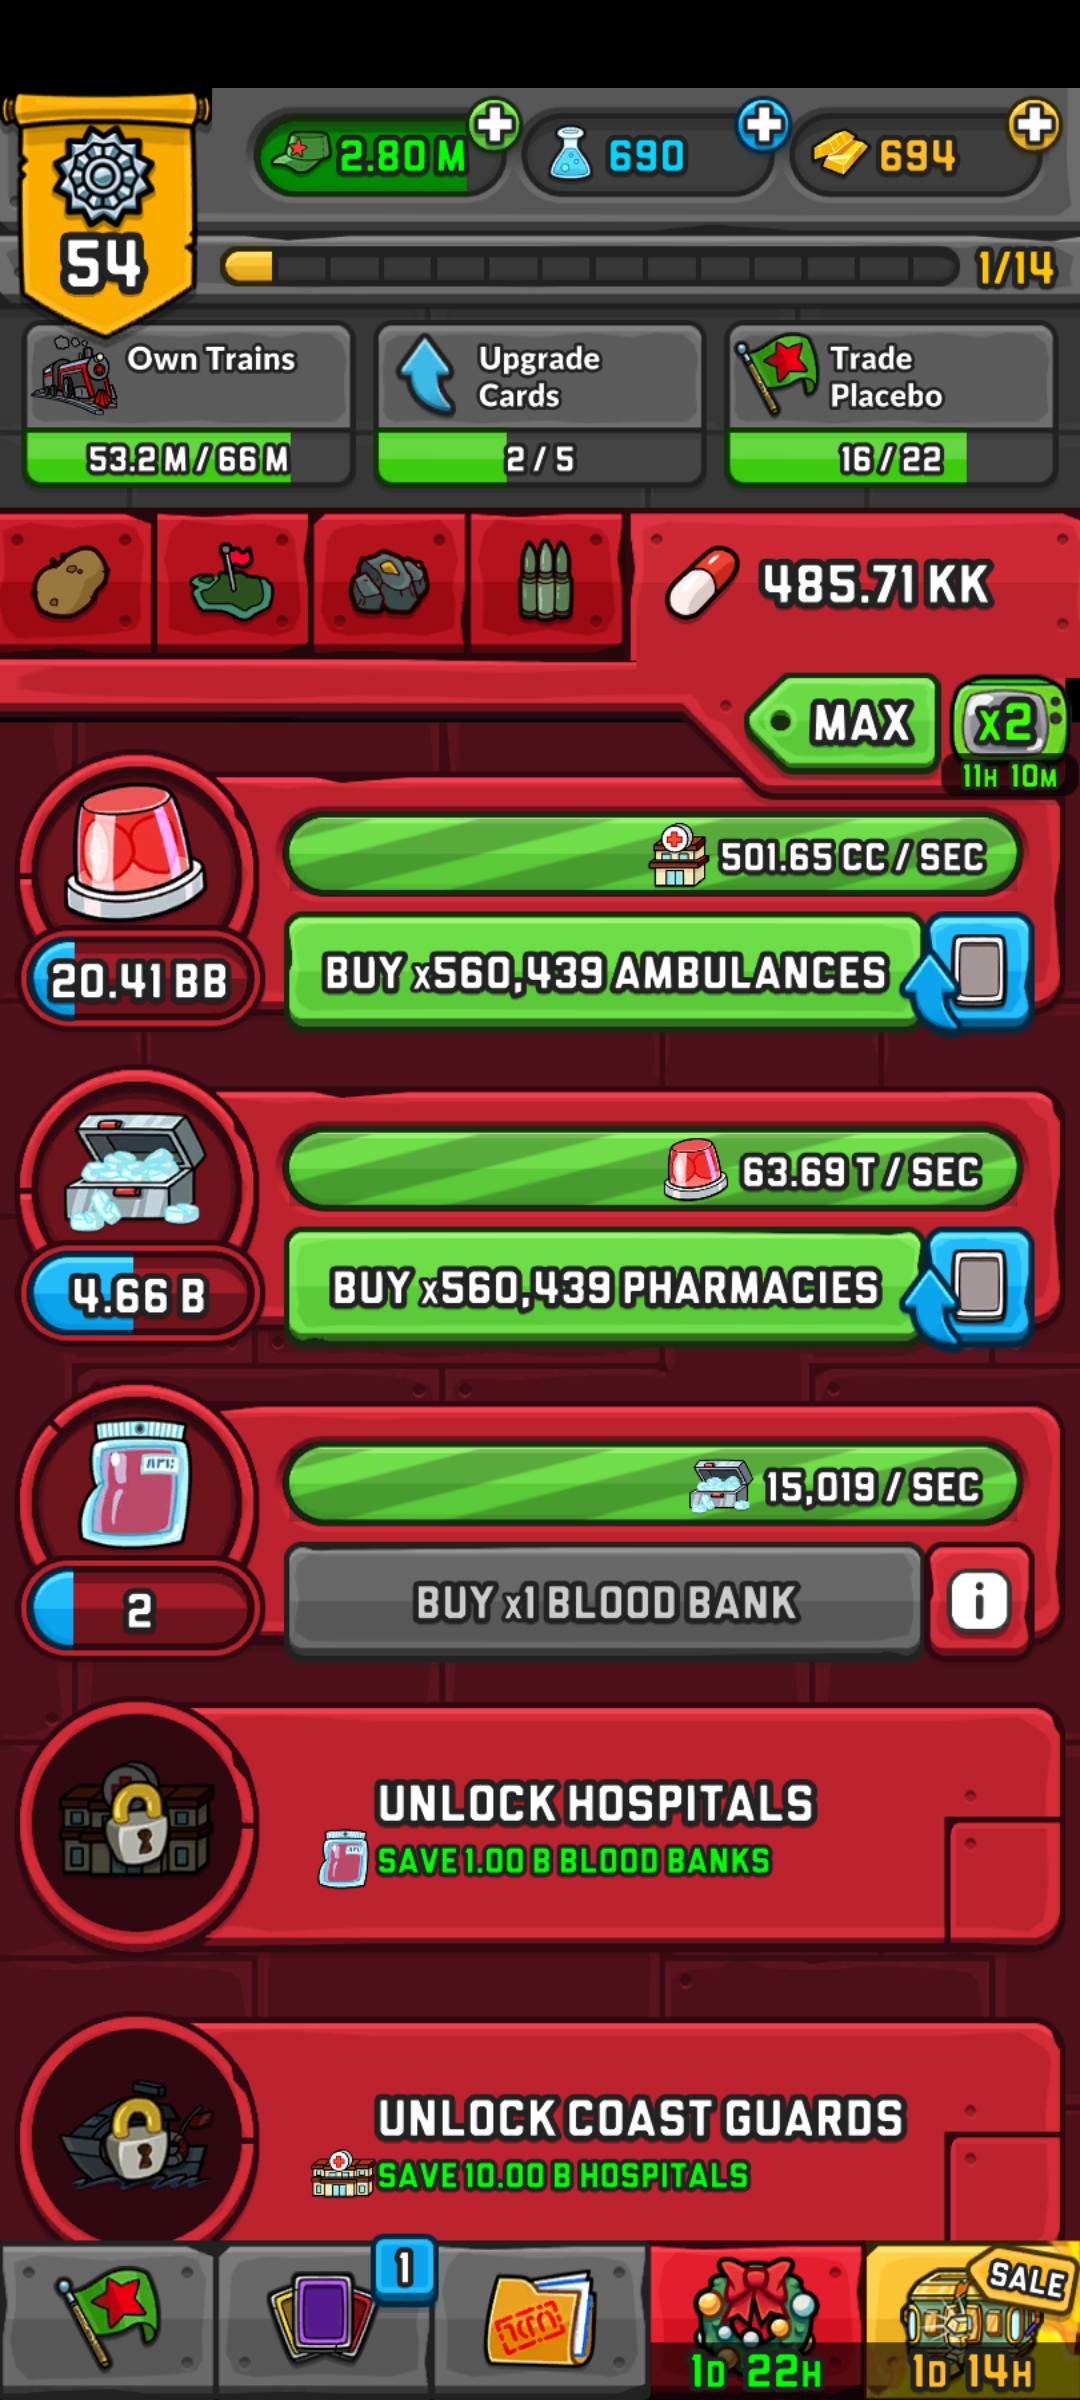 2.80 M
690
694
54
1/14
Own Trains
53.2 M / 66 M
Upgrade
Cards
2 / 5
Trade
Placebo
16 / 22
485.71 KK
MAX
x2
11H 10M
501.65 CC / SEC
20.41 BB
BUY x560,439 AMBULANCES
63.69 T / SEC
4.66 B
BUY x560,439 PHARMACIES
15,019 / SEC
2
BUY x1 BLOOD BANK
i
UNLOCK HOSPITALS
SAVE 1.00 B BLOOD BANKS
UNLOCK COAST GUARDS
SAVE 10.00 B HOSPITALS
1
SALE
1D 22H
1D 14H